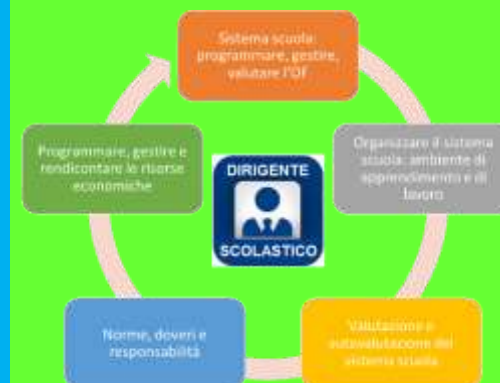 Sistema scuola:
programmare, gestire,
valutare l'OF
Organizzare il sistema
scuola: ambiente di
apprendimento e di
lavoro
Valutazione e
autovalutazione del
sistema scuola
Norme, doveri e
responsabilità
Programmare, gestire e
rendicontare le risorse
economiche
DIRIGENTE
SCOLASTICO